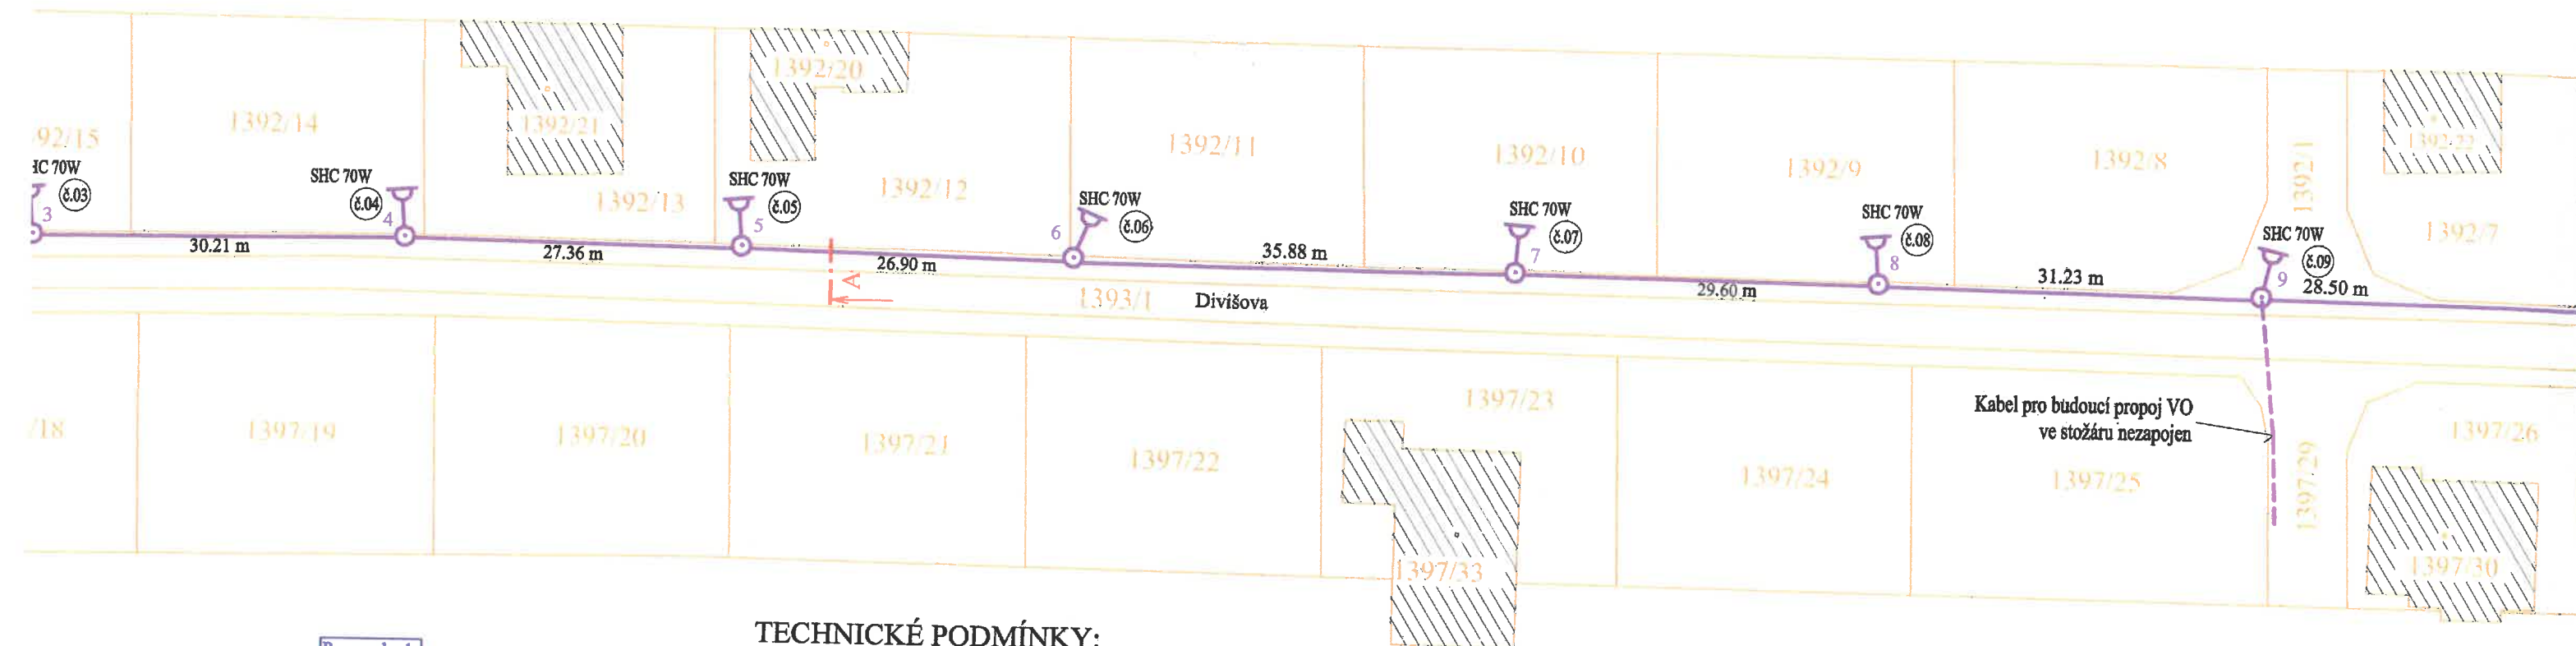 1392/20
1392/14
1392/21
92/15
1392/11
1392/10
1392/9
1392/8
1392/1
1392-22
HC 70W
č.03
3
SHC 70W
č.04
4
1392/13
SHC 70W
č.05
5
1392/12
SHC 70W
č.06
6
SHC 70W
č.07
7
SHC 70W
č.08
8
SHC 70W
č.09
9
1392/7
30.21 m
27.36 m
26.90 m
35.88 m
29.60 m
31.23 m
28.50 m
A
1393/1
Divišova
/18
1397/19
1397/20
1397/21
1397/22
1397/23
1397/24
1397/25
Kabel pro budoucí propoj VO
ve stožáru nezapojen
1397/29
1397/26
1397/33
1397/30
TECHNICKÉ PODMÍNKY: